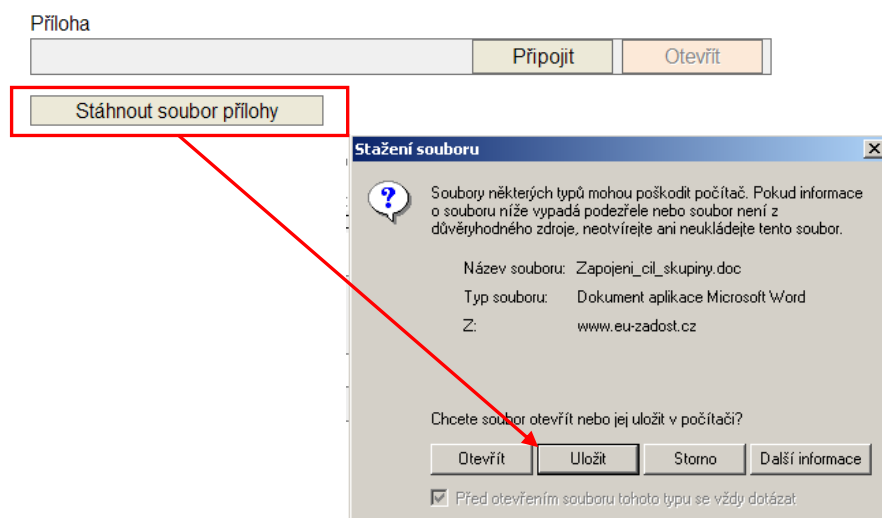 Příloha
Připojit
Otevřít
Stáhnout soubor přílohy
Stažení souboru
Soubory některých typů mohou poškodit počítač. Pokud informace
o souboru níže vypadá podezřele nebo soubor není z
důvěryhodného zdroje, neotvírejte ani neukládejte tento soubor.
Název souboru: Zapojeni_cil_skupiny.doc
Typ souboru: Dokument aplikace Microsoft Word
Z: www.eu-zadost.cz
Chcete soubor otevřít nebo jej uložit v počítači?
Otevřít Uložit Storno Další informace
Před otevřením souboru tohoto typu se vždy dotázat